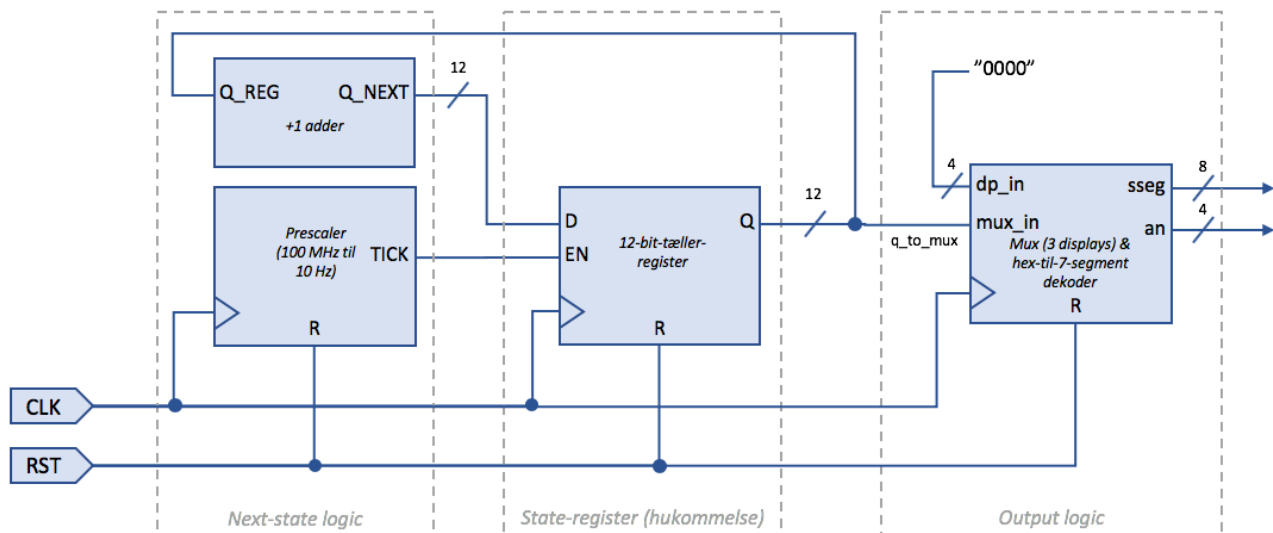 12
"0000"
Q_REG
Q_NEXT
+1 adder
4
dp_in
sseg
8
12
D
Q
mux_in
an
4
Prescaler
(100 MHz til
10 Hz)
TICK
EN
12-bit-tæller-
register
q_to_mux
Mux (3 displays) &
hex-til-7-segment
dekoder
R
R
R
CLK
RST
Next-state logic
State-register (hukommelse)
Output logic